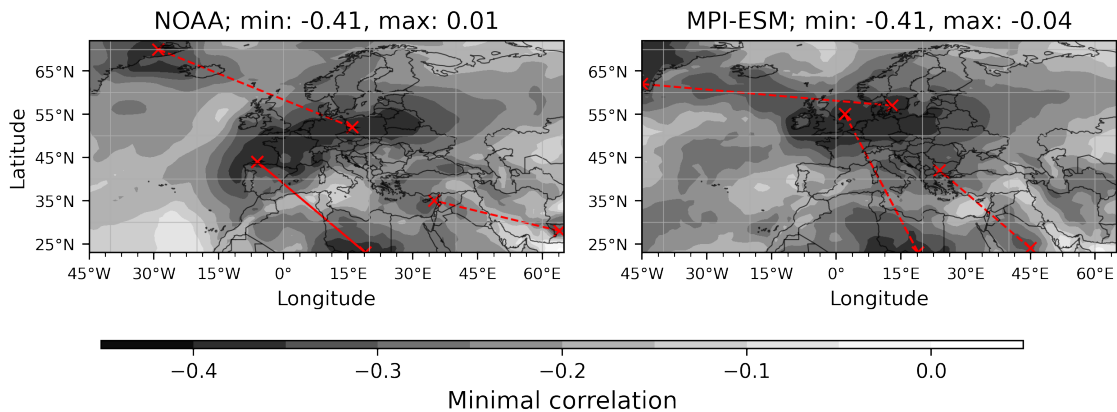 NOAA; min: -0.41, max: 0.01
MPI-ESM; min: -0.41, max: -0.04
Latitude
65°N
55°N
45°N
35°N
25°N
45°W 30°W 15°W 0° 15°E 30°E 45°E 60°E
Longitude
65°N
55°N
45°N
35°N
25°N
45°W 30°W 15°W 0° 15°E 30°E 45°E 60°E
Longitude
−0.4 −0.3 −0.2 −0.1 0.0
Minimal correlation